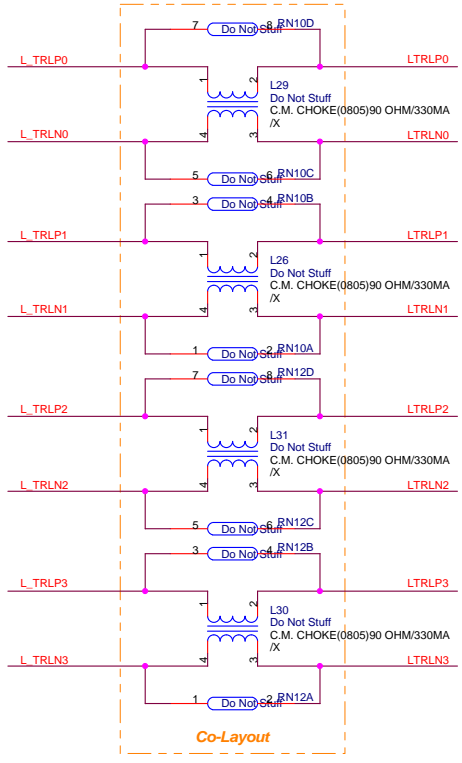 7 Do Not Stuff 8 RN10D
L_TRLP0 LTRLP0
1 2
L29
Do Not Stuff
C.M. CHOKE(0805)90 OHM/330MA
/X
L_TRLN0 4 3 LTRLN0
5 Do Not Stuff 6 RN10C
3 Do Not Stuff 4 RN10B
L_TRLP1 LTRLP1
1 2
L26
Do Not Stuff
C.M. CHOKE(0805)90 OHM/330MA
/X
L_TRLN1 4 3 LTRLN1
1 Do Not Stuff 2 RN10A
7 Do Not Stuff 8 RN12D
L_TRLP2 LTRLP2
1 2
L31
Do Not Stuff
C.M. CHOKE(0805)90 OHM/330MA
/X
L_TRLN2 4 3 LTRLN2
5 Do Not Stuff 6 RN12C
3 Do Not Stuff 4 RN12B
L_TRLP3 LTRLP3
1 2
L30
Do Not Stuff
C.M. CHOKE(0805)90 OHM/330MA
/X
L_TRLN3 4 3 LTRLN3
1 Do Not Stuff 2 RN12A
Co-Layout